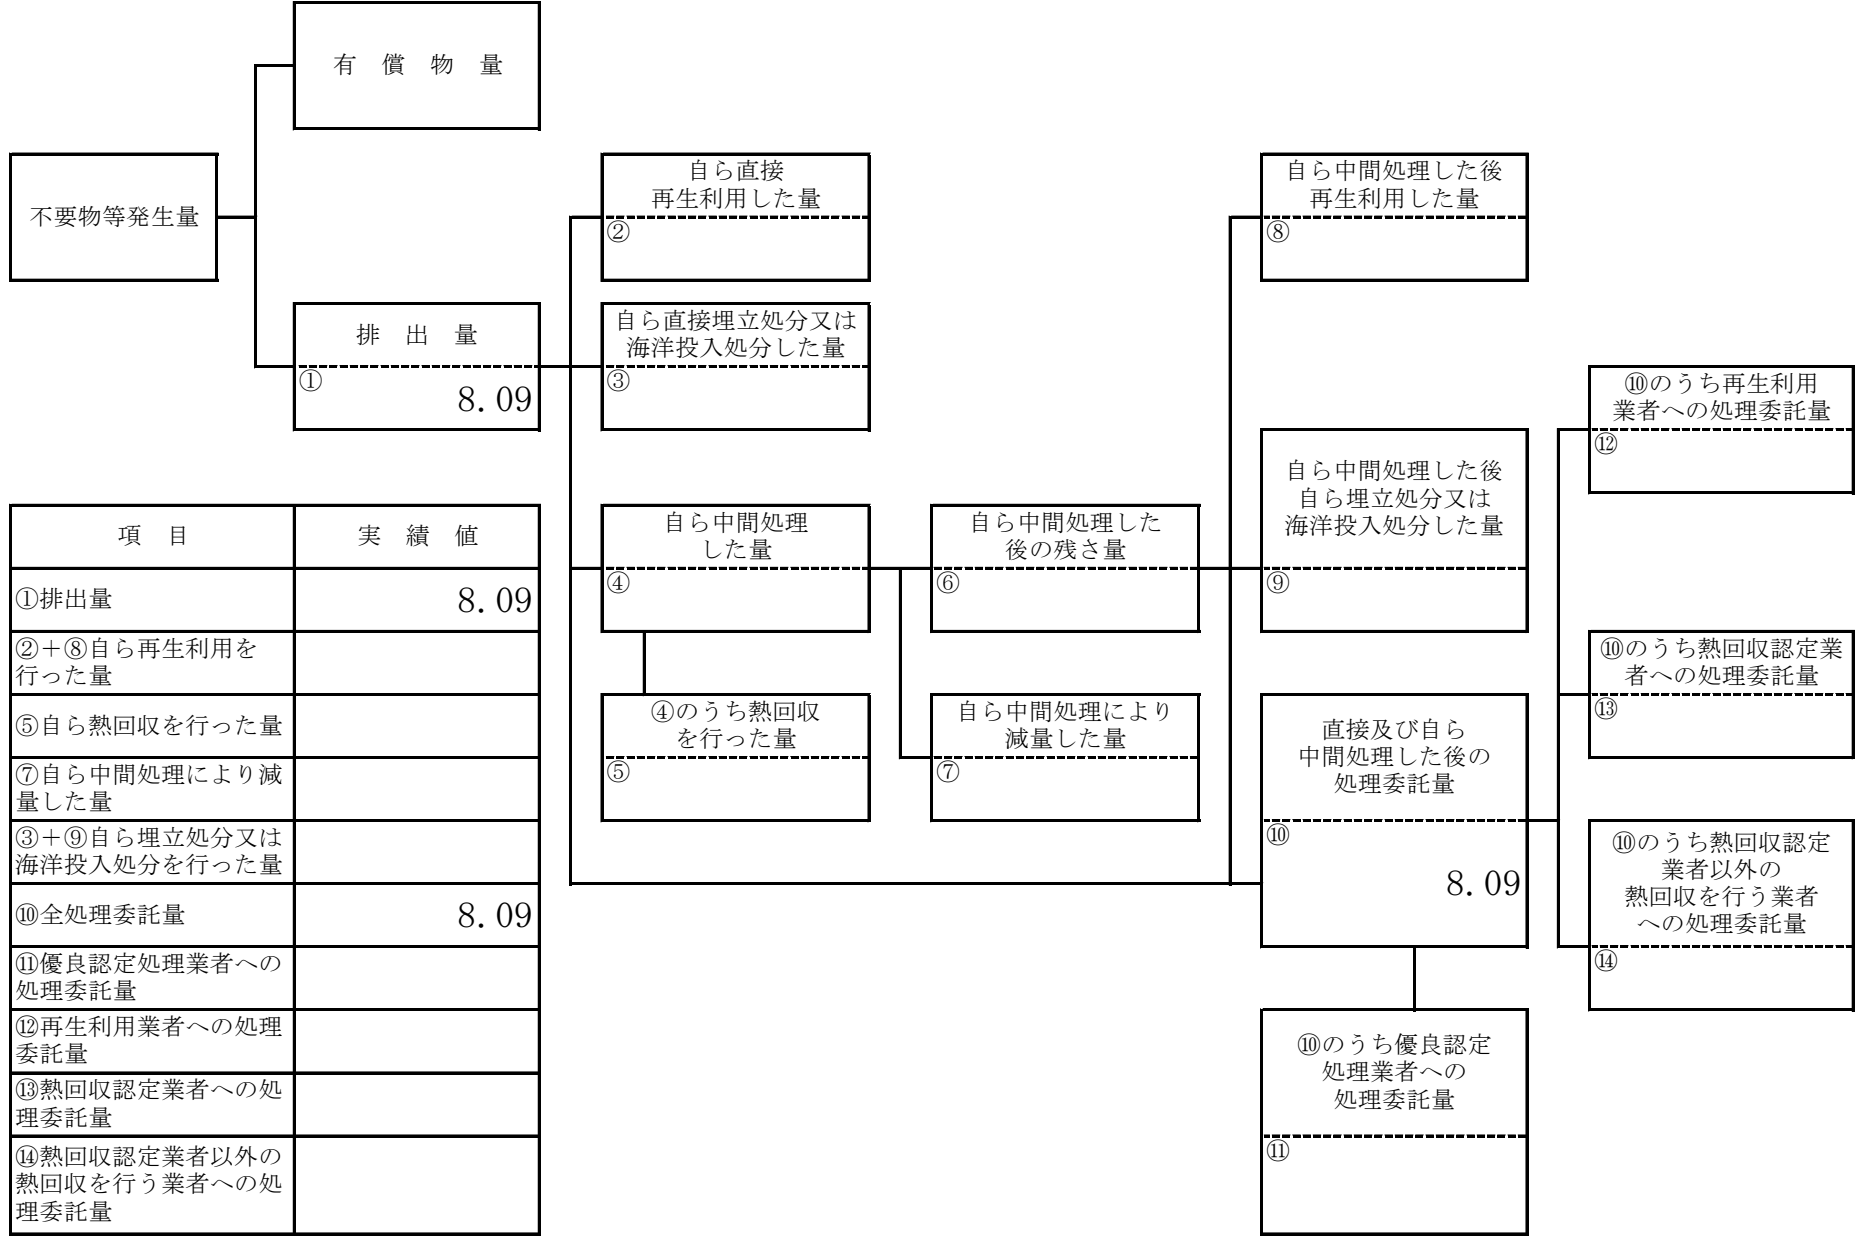 有　償　物　量
不要物等発生量
排　出　量
①
8.09
自ら直接
再生利用した量
②
自ら直接埋立処分又は
海洋投入処分した量
③
自ら中間処理
した量
④
④のうち熱回収
を行った量
⑤
自ら中間処理した
後の残さ量
⑥
自ら中間処理により
減量した量
⑦
自ら中間処理した後
再生利用した量
⑧
自ら中間処理した後
自ら埋立処分又は
海洋投入処分した量
⑨
直接及び自ら
中間処理した後の
処理委託量
⑩
8.09
⑩のうち優良認定
処理業者への
処理委託量
⑪
⑩のうち再生利用
業者への処理委託量
⑫
⑩のうち熱回収認定業
者への処理委託量
⑬
⑩のうち熱回収認定
業者以外の
熱回収を行う業者
への処理委託量
⑭
項　目　実　績　値
①排出量　8.09
②＋⑧自ら再生利用を
行った量
⑤自ら熱回収を行った量
⑦自ら中間処理により減
量した量
③＋⑨自ら埋立処分又は
海洋投入処分を行った量
⑩全処理委託量　8.09
⑪優良認定処理業者への
処理委託量
⑫再生利用業者への処理
委託量
⑬熱回収認定業者への処
理委託量
⑭熱回収認定業者以外の
熱回収を行う業者への処
理委託量